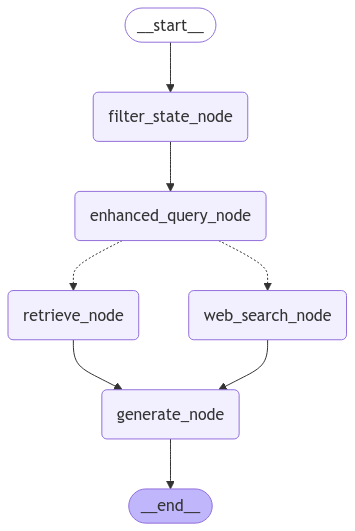 __start__
filter_state_node
enhanced_query_node
retrieve_node
web_search_node
generate_node
__end__